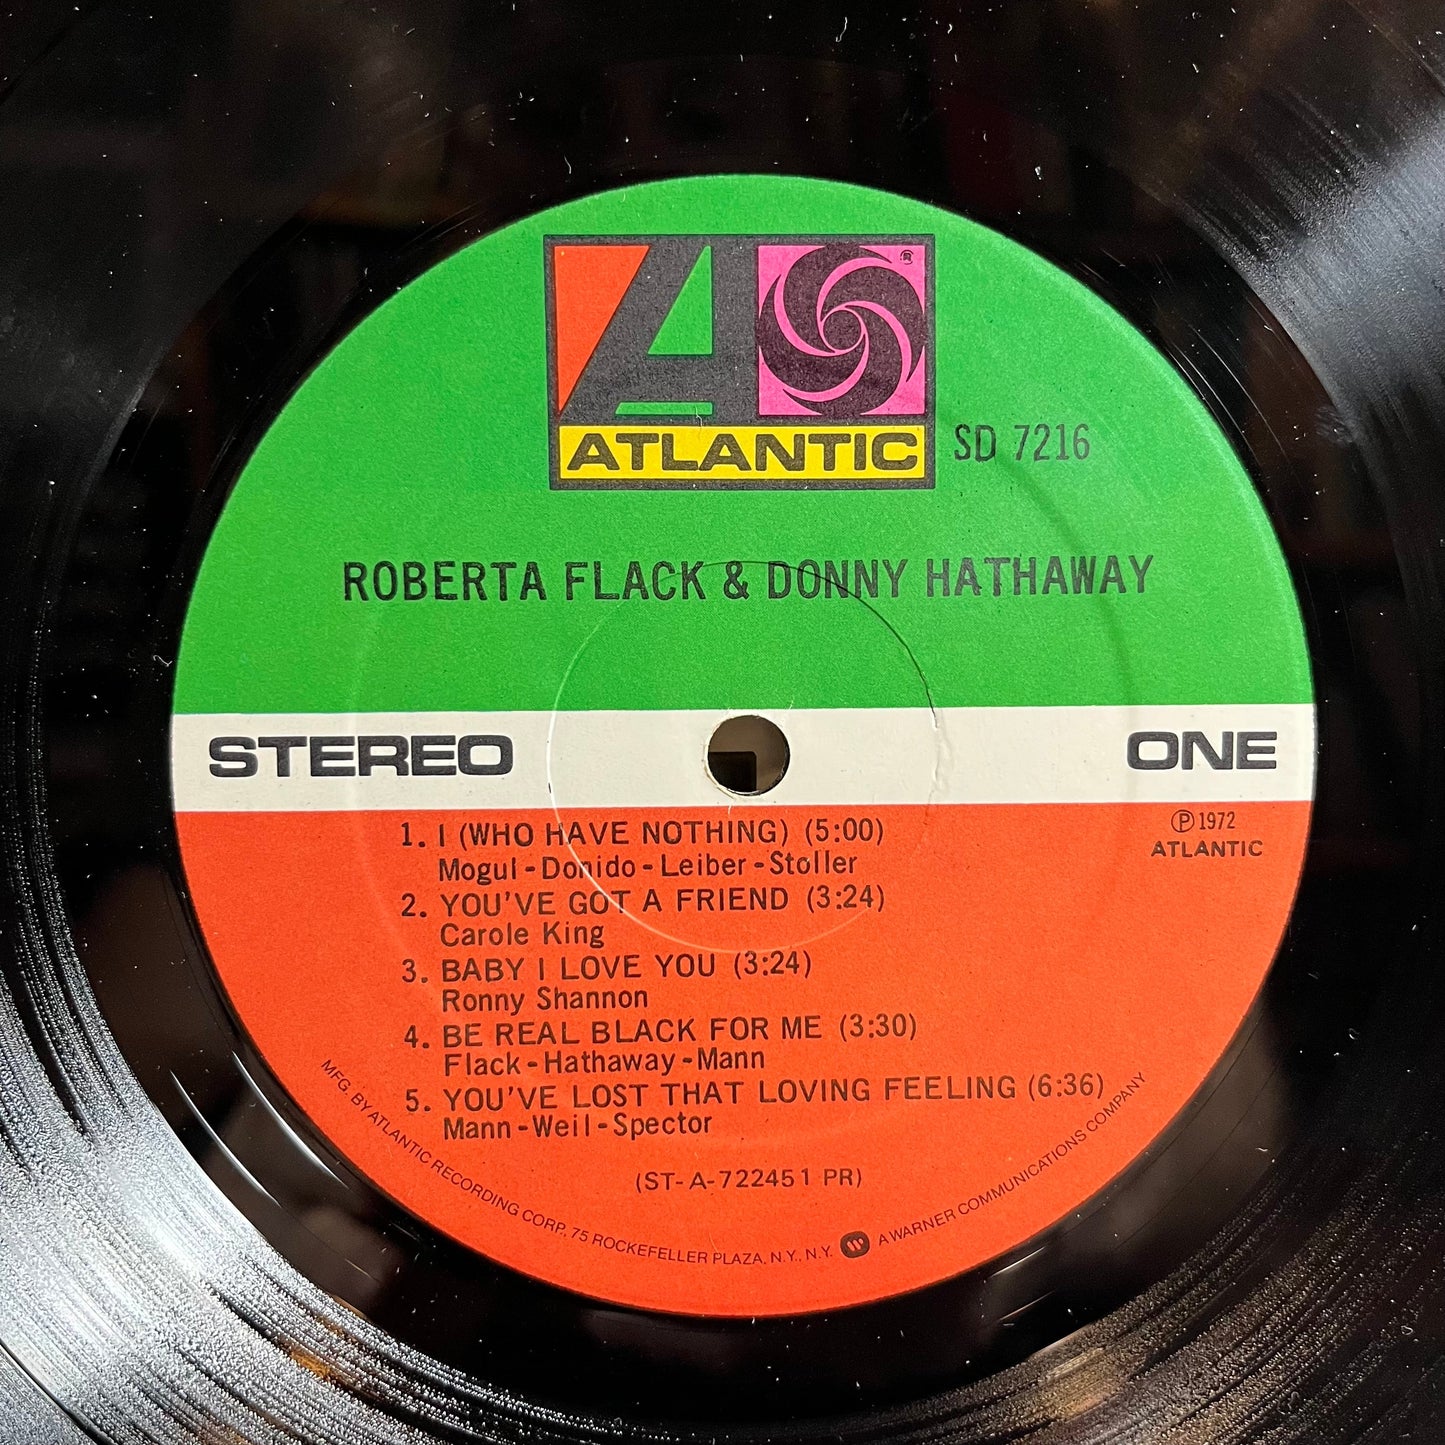 ®
ATLANTIC
SD 7216
ROBERTA FLACK & DONNY HATHAWAY
STEREO
ONE
℗ 1972
ATLANTIC
1. I (WHO HAVE NOTHING) (5:00)
Mogul-Donido-Leiber-Stoller
2. YOU'VE GOT A FRIEND (3:24)
Carole King
3. BABY I LOVE YOU (3:24)
Ronny Shannon
4. BE REAL BLACK FOR ME (3:30)
Flack-Hathaway-Mann
5. YOU'VE LOST THAT LOVING FEELING (6:36)
Mann-Weil-Spector
(ST-A-722451 PR)
MFG. BY ATLANTIC RECORDING CORP., 75 ROCKEFELLER PLAZA, N.Y., N.Y. A WARNER COMMUNICATIONS COMPANY